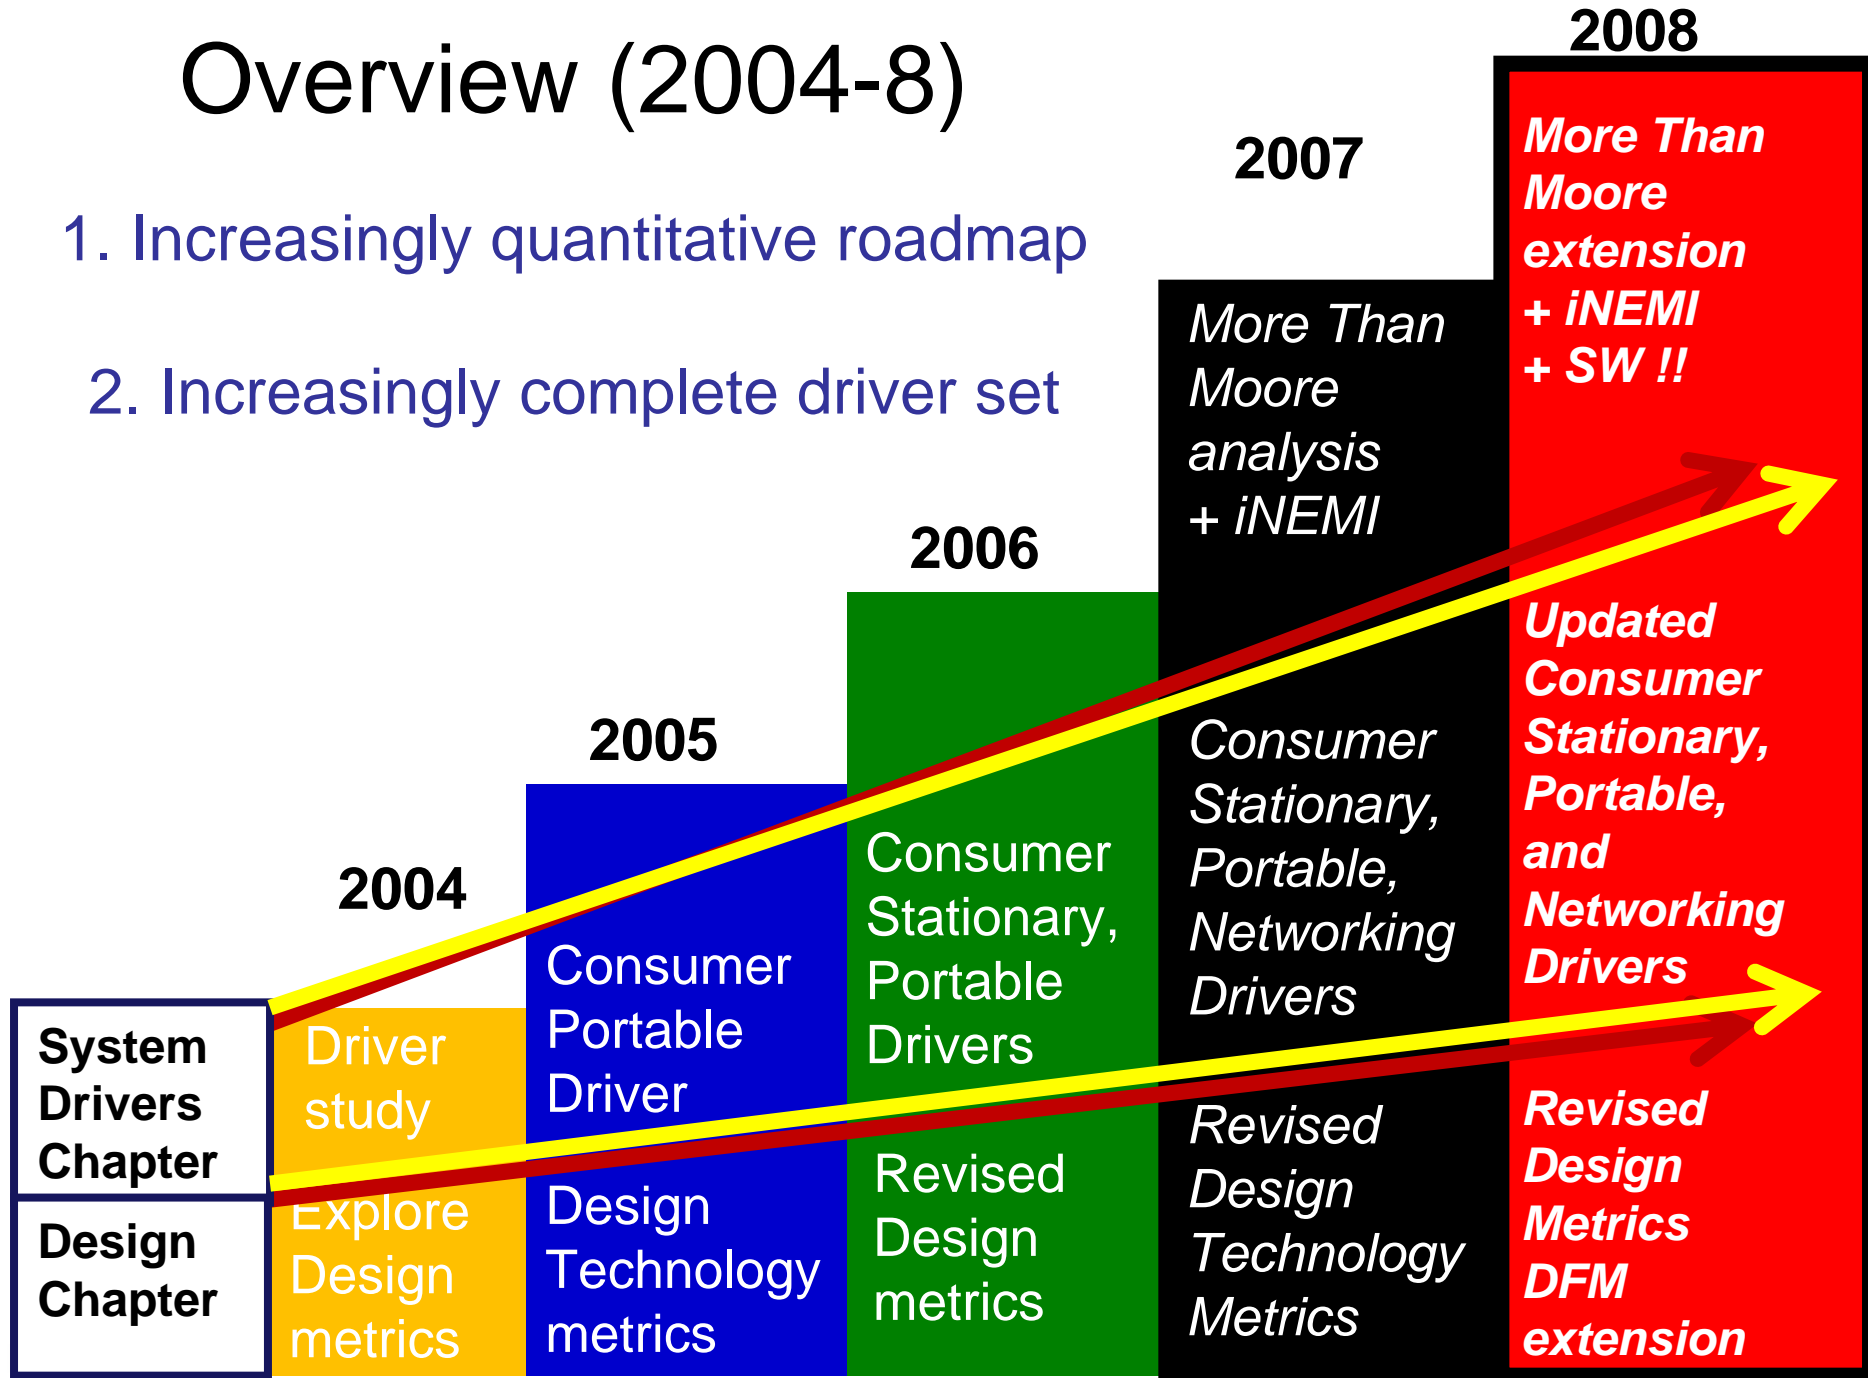 Overview (2004-8)
1. Increasingly quantitative roadmap
2. Increasingly complete driver set
System
Drivers
Chapter
Design
Chapter
2004
Driver
study
Explore
Design
metrics
2005
Consumer
Portable
Driver
Design
Technology
metrics
2006
Consumer
Stationary,
Portable
Drivers
Revised
Design
metrics
2007
More Than
Moore
analysis
+ iNEMI
Consumer
Stationary,
Portable,
Networking
Drivers
Revised
Design
Technology
Metrics
2008
More Than
Moore
extension
+ iNEMI
+ SW !!
Updated
Consumer
Stationary,
Portable,
and
Networking
Drivers
Revised
Design
Metrics
DFM
extension